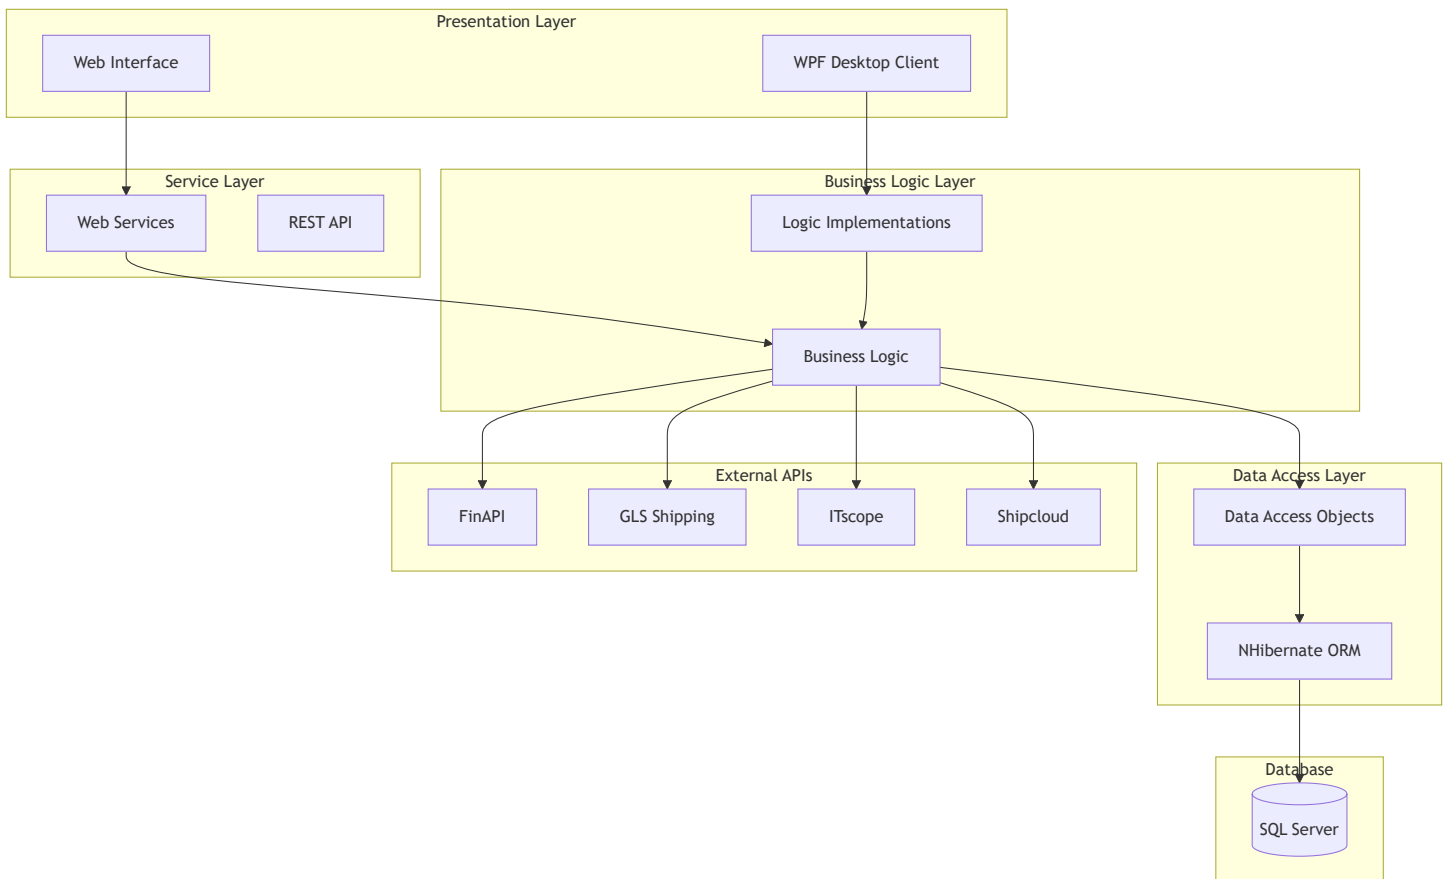 Presentation Layer
Web Interface
WPF Desktop Client
Service Layer
Web Services
REST API
Business Logic Layer
Logic Implementations
Business Logic
External APIs
FinAPI
GLS Shipping
ITscope
Shipcloud
Data Access Layer
Data Access Objects
NHibernate ORM
Database
SQL Server